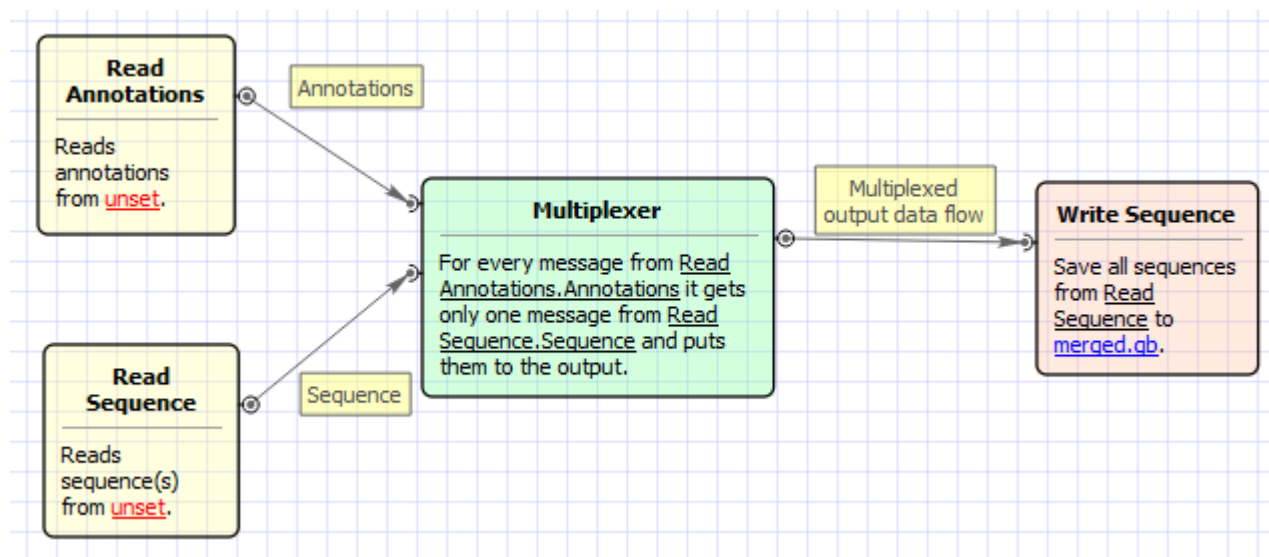 Read
Annotations
Reads
annotations
from unset.
Annotations
Read
Sequence
Reads
sequence(s)
from unset.
Sequence
Multiplexer
For every message from Read
Annotations.Annotations it gets
only one message from Read
Sequence.Sequence and puts
them to the output.
Multiplexed
output data flow
Write Sequence
Save all sequences
from Read
Sequence to
merged.gb.